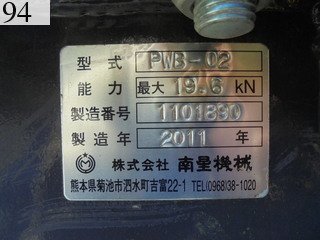 94
型式 PWB-02
能力 最大 19.6 kN
製造番号 1101890
製造年 2011 年
株式会社 南星機械
熊本県菊池市泗水町吉富22-1 TEL(0968)38-1020